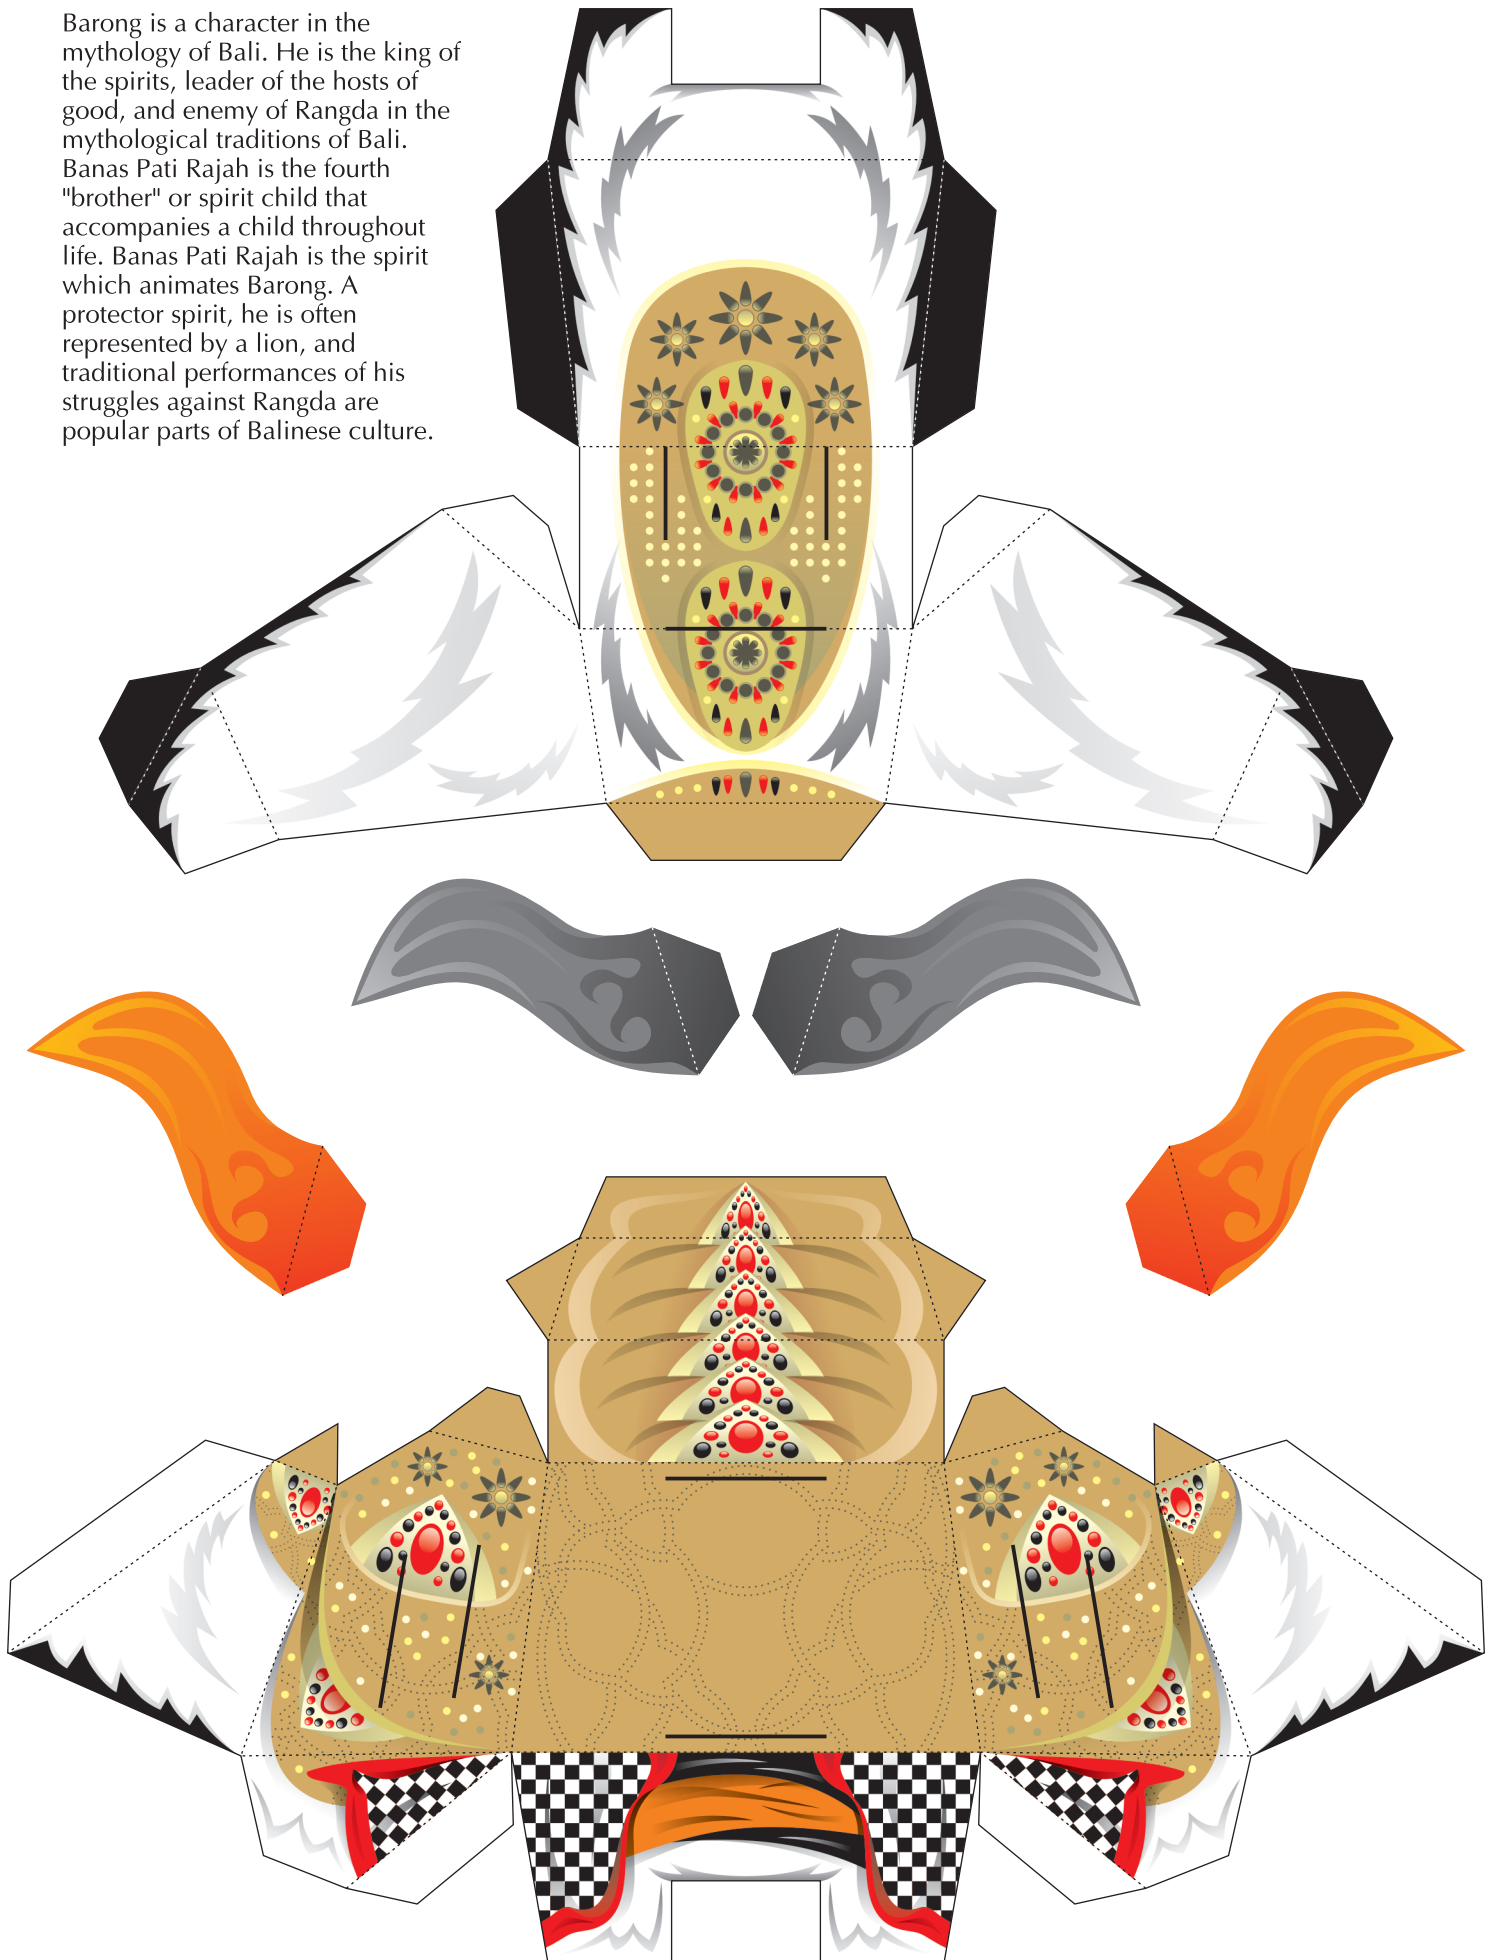 Barong is a character in the
mythology of Bali. He is the king of
the spirits, leader of the hosts of
good, and enemy of Rangda in the
mythological traditions of Bali.
Banas Pati Rajah is the fourth
"brother" or spirit child that
accompanies a child throughout
life. Banas Pati Rajah is the spirit
which animates Barong. A
protector spirit, he is often
represented by a lion, and
traditional performances of his
struggles against Rangda are
popular parts of Balinese culture.